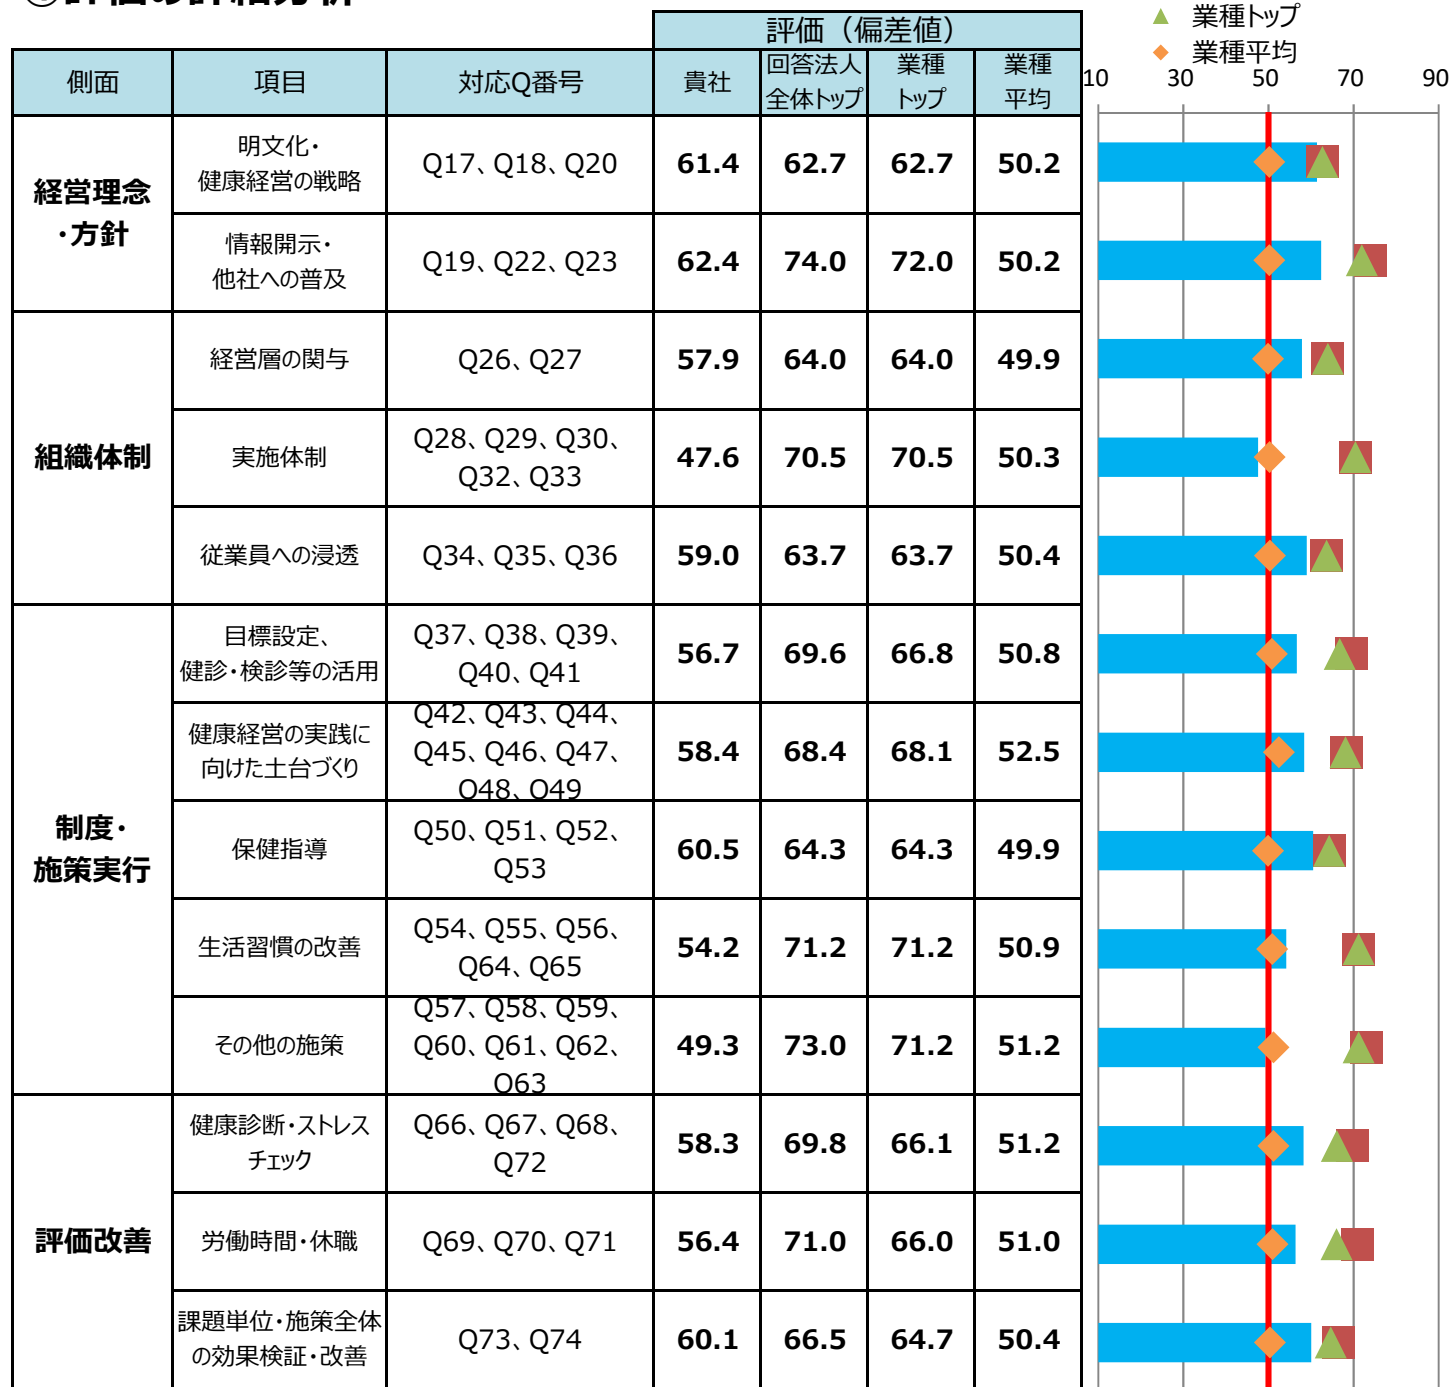 評価の詳細分析
評価（偏差値）
側面 項目 対応Q番号 貴社 回答法人 業種 業種
全体トップ トップ 平均
▲ 業種トップ
◆ 業種平均
10 30 50 70 90
経営理念
・方針
明文化・
健康経営の戦略
Q17、Q18、Q20 61.4 62.7 62.7 50.2
情報開示・
他社への普及
Q19、Q22、Q23 62.4 74.0 72.0 50.2
組織体制
経営層の関与 Q26、Q27 57.9 64.0 64.0 49.9
実施体制
Q28、Q29、Q30、
Q32、Q33
47.6 70.5 70.5 50.3
従業員への浸透 Q34、Q35、Q36 59.0 63.7 63.7 50.4
制度・
施策実行
目標設定、
健診・検診等の活用
Q37、Q38、Q39、
Q40、Q41
56.7 69.6 66.8 50.8
健康経営の実践に
向けた土台づくり
Q42、Q43、Q44、
Q45、Q46、Q47、
Q48、Q49
58.4 68.4 68.1 52.5
保健指導
Q50、Q51、Q52、
Q53
60.5 64.3 64.3 49.9
生活習慣の改善
Q54、Q55、Q56、
Q64、Q65
54.2 71.2 71.2 50.9
その他の施策
Q57、Q58、Q59、
Q60、Q61、Q62、
Q63
49.3 73.0 71.2 51.2
評価改善
健康診断・ストレス
チェック
Q66、Q67、Q68、
Q72
58.3 69.8 66.1 51.2
労働時間・休職 Q69、Q70、Q71 56.4 71.0 66.0 51.0
課題単位・施策全体
の効果検証・改善
Q73、Q74 60.1 66.5 64.7 50.4